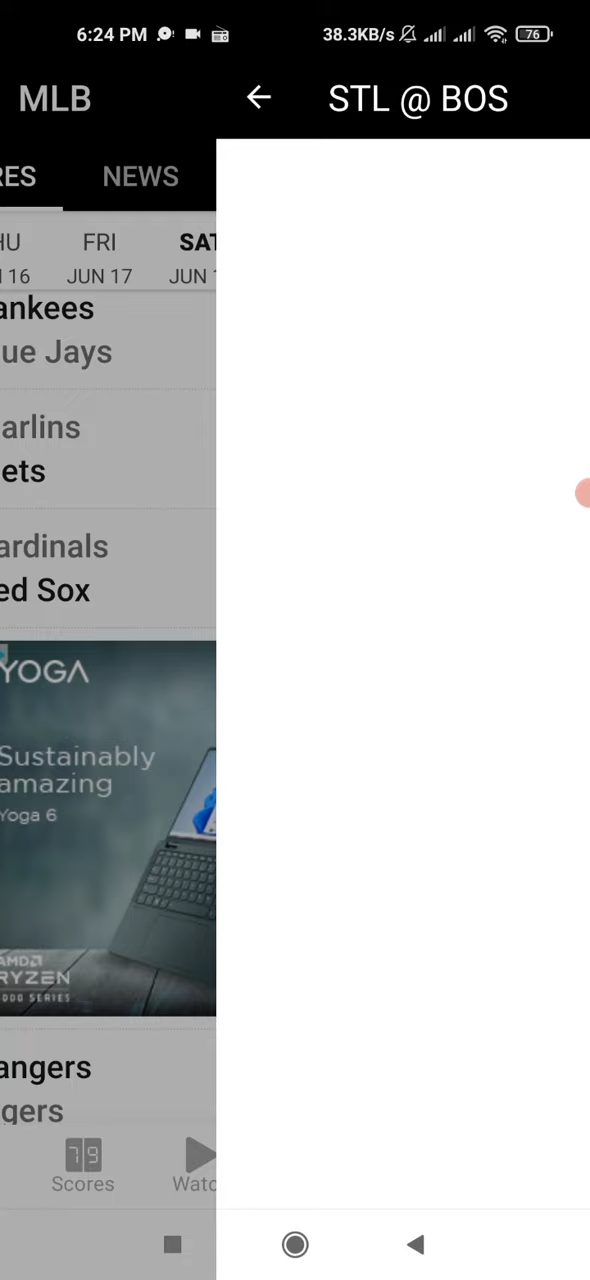 6:24 PM 38.3KB/s 76
MLB STL @ BOS
RES NEWS
HU FRI SAT
16 JUN 17 JUN 1
ankees
ue Jays
arlins
ets
ardinals
ed Sox
YOGA
Sustainably
amazing
Yoga 6
AMD
RYZEN
000 SERIES
angers
gers
79
Scores Watc